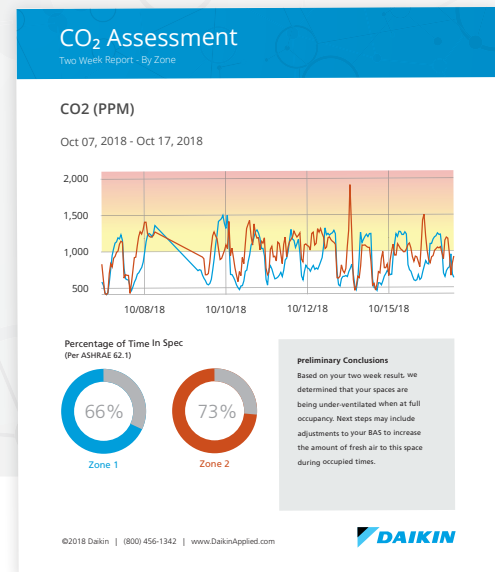 CO₂ Assessment
Two Week Report - By Zone
CO2 (PPM)
Oct 07, 2018 - Oct 17, 2018
2,000
1,500
1,000
500
10/08/18 10/10/18 10/12/18 10/15/18
Percentage of Time In Spec
(Per ASHRAE 62.1)
66%
Zone 1
73%
Zone 2
Preliminary Conclusions
Based on your two week result, we
determined that your spaces are
being under-ventilated when at full
occupancy. Next steps may include
adjustments to your BAS to increase
the amount of fresh air to this space
during occupied times.
©2018 Daikin | (800) 456-1342 | www.DaikinApplied.com
DAIKIN